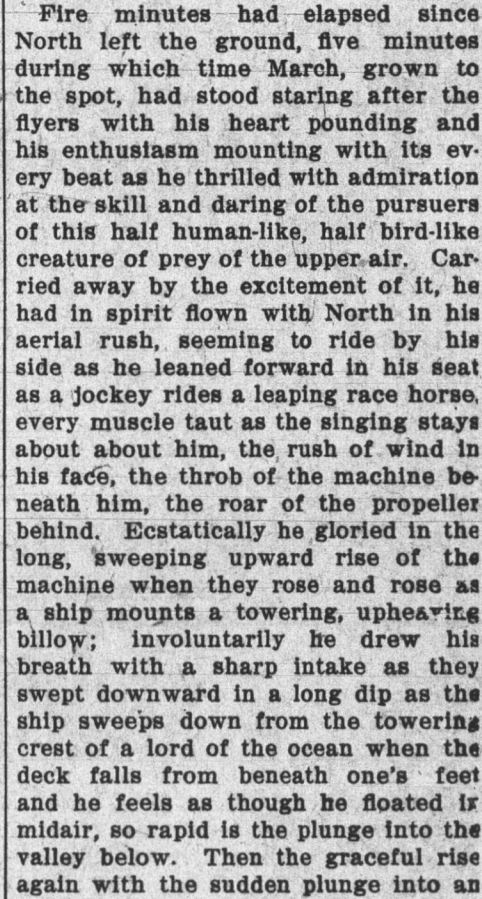 Fire minutes had elapsed since
North left the ground, five minutes
during which time March, grown to
the spot, had stood staring after the
flyers with his heart pounding and
his enthusiasm mounting with its ev-
ery beat as he thrilled with admiration
at the skill and daring of the pursuers
of this half human-like, half bird-like
creature of prey of the upper air. Car-
ried away by the excitement of it, he
had in spirit flown with North in his
aerial rush, seeming to ride by his
side as he leaned forward in his seat
as a jockey rides a leaping race horse,
every muscle taut as the singing stays
about about him, the rush of wind in
his face, the throb of the machine be-
neath him, the roar of the propeller
behind. Ecstatically he gloried in the
long, sweeping upward rise of the
machine when they rose and rose as
a ship mounts a towering, upheaving
billow; involuntarily he drew his
breath with a sharp intake as they
swept downward in a long dip as the
ship sweeps down from the towering
crest of a lord of the ocean when the
deck falls from beneath one's feet
and he feels as though he floated in
midair, so rapid is the plunge into the
valley below. Then the graceful rise
again with the sudden plunge into an